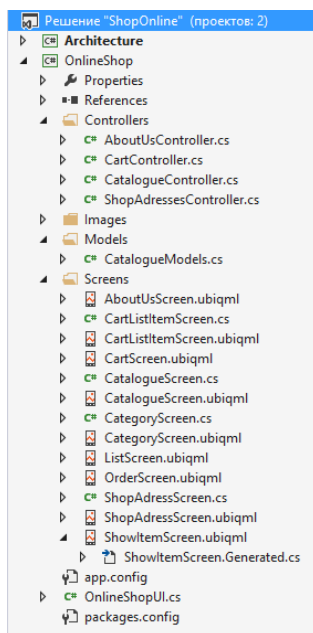 Решение "ShopOnline" (проектов: 2)
C# Architecture
C# OnlineShop
Properties
References
Controllers
C# AboutUsController.cs
C# CartController.cs
C# CatalogueController.cs
C# ShopAdressesController.cs
Images
Models
C# CatalogueModels.cs
Screens
AboutUsScreen.ubiqml
C# CartListItemScreen.cs
CartListItemScreen.ubiqml
CartScreen.ubiqml
C# CatalogueScreen.cs
CatalogueScreen.ubiqml
C# CategoryScreen.cs
CategoryScreen.ubiqml
ListScreen.ubiqml
OrderScreen.ubiqml
C# ShopAdressScreen.cs
ShopAdressScreen.ubiqml
ShowItemScreen.ubiqml
ShowItemScreen.Generated.cs
app.config
C# OnlineShopUI.cs
packages.config